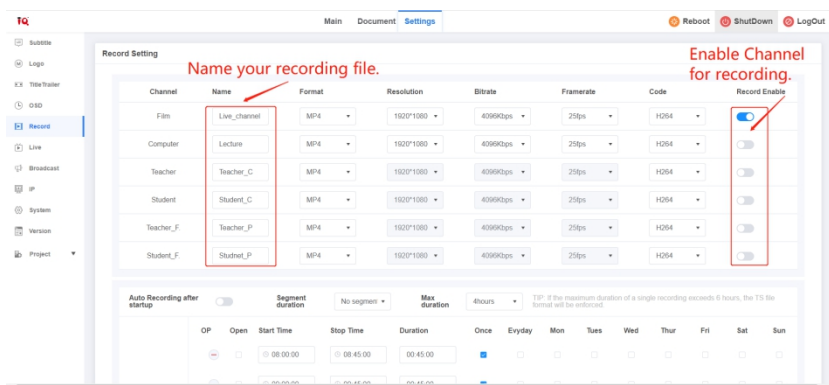 TQ
Main Document Settings
Reboot ShutDown LogOut
Subtitle
Logo
TitleTrailer
OSD
Record
Live
Broadcast
IP
System
Version
Project
Record Setting
Name your recording file.
Enable Channel
for recording.
Channel Name Format Resolution Bitrate Framerate Code Record Enable
Film Live_channel MP4 1920*1080 4096Kbps 25fps H264
Computer Lecture MP4 1920*1080 4096Kbps 25fps H264
Teacher Teacher_C MP4 1920*1080 4096Kbps 25fps H264
Student Student_C MP4 1920*1080 4096Kbps 25fps H264
Teacher_F. Teacher_P MP4 1920*1080 4096Kbps 25fps H264
Student_F. Studnet_P MP4 1920*1080 4096Kbps 25fps H264
Auto Recording after
startup
Segment
duration
No segmen
Max
duration
4hours
TIP: If the maximum duration of a single recording exceeds 6 hours, the TS file
format will be enforced.
OP Open Start Time Stop Time Duration Once Evyday Mon Tues Wed Thur Fri Sat Sun
08:00:00 08:45:00 00:45:00